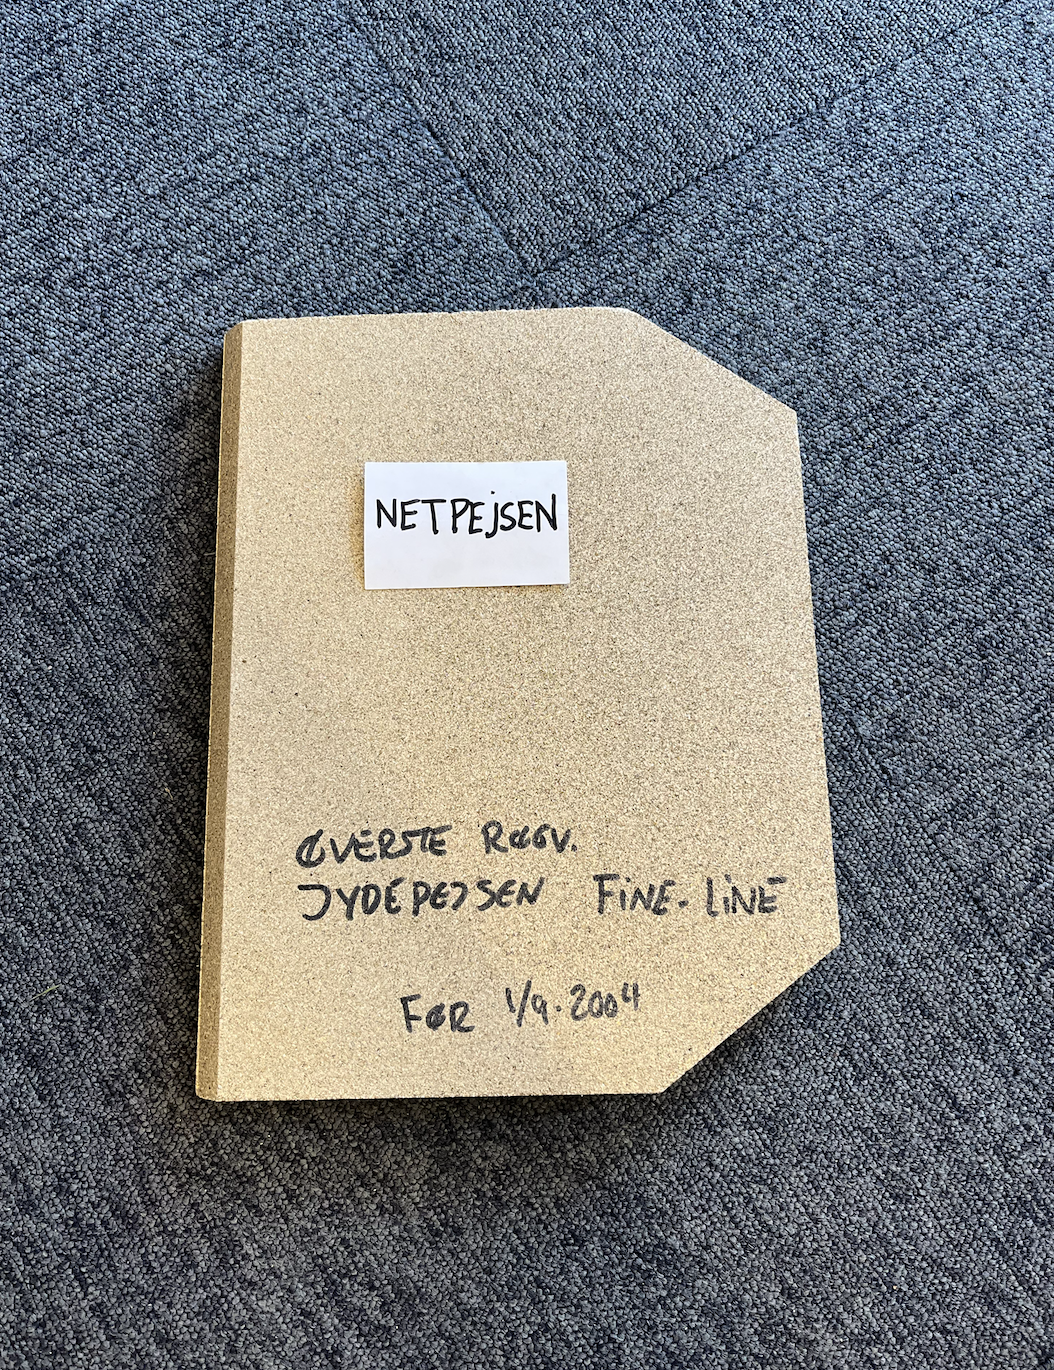 NETPEjSEN
ØVERSTE RØGV.
JYDEPEJSEN FiNE-LiNE
FØR 1/9-2004